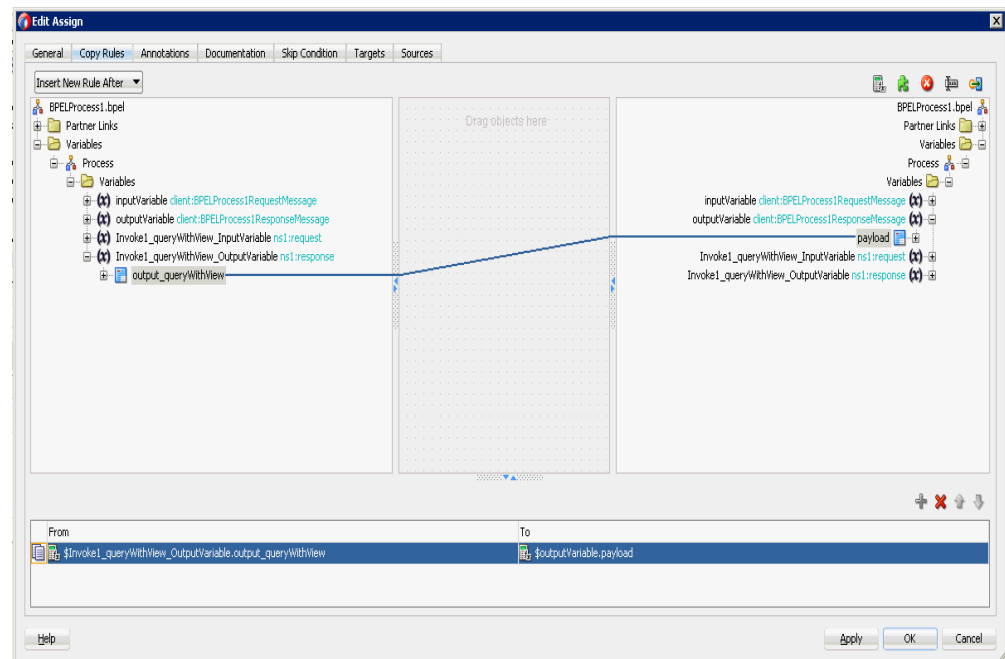 Edit Assign
General Copy Rules Annotations Documentation Skip Condition Targets Sources
Insert New Rule After
BPELProcess1.bpel
Partner Links
Variables
Process
Variables
(x) inputVariable client:BPELProcess1RequestMessage
(x) outputVariable client:BPELProcess1ResponseMessage
(x) Invoke1_queryWithView_InputVariable ns1:request
(x) Invoke1_queryWithView_OutputVariable ns1:response
output_queryWithView
Drag objects here
BPELProcess1.bpel
Partner Links
Variables
Process
Variables
inputVariable client:BPELProcess1RequestMessage (x)
outputVariable client:BPELProcess1ResponseMessage (x)
payload
Invoke1_queryWithView_InputVariable ns1:request (x)
Invoke1_queryWithView_OutputVariable ns1:response (x)
From To
$Invoke1_queryWithView_OutputVariable.output_queryWithView $outputVariable.payload
Help Apply OK Cancel